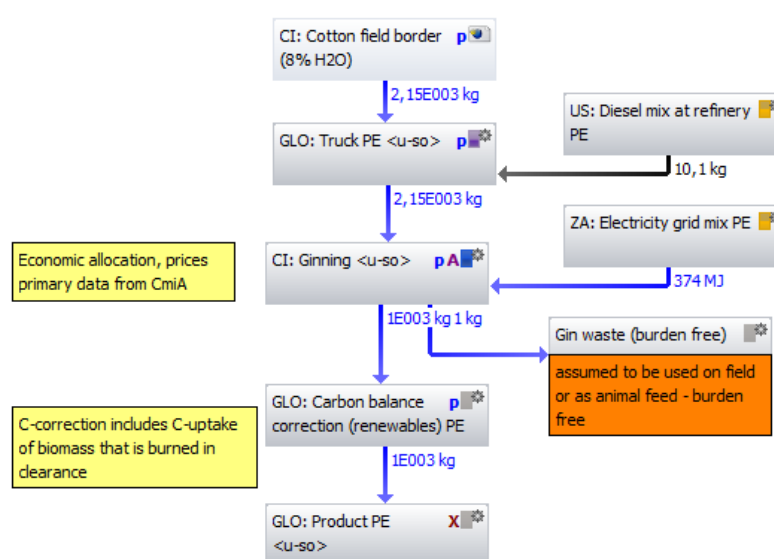 CI: Cotton field border p
(8% H2O)
2,15E003 kg
US: Diesel mix at refinery
PE
GLO: Truck PE <u-so> p
10,1 kg
2,15E003 kg
ZA: Electricity grid mix PE
Economic allocation, prices
primary data from CmiA
CI: Ginning <u-so> p A
374 MJ
1E003 kg 1 kg
Gin waste (burden free)
assumed to be used on field
or as animal feed - burden
free
GLO: Carbon balance p
correction (renewables) PE
C-correction includes C-uptake
of biomass that is burned in
clearance
1E003 kg
GLO: Product PE X
<u-so>